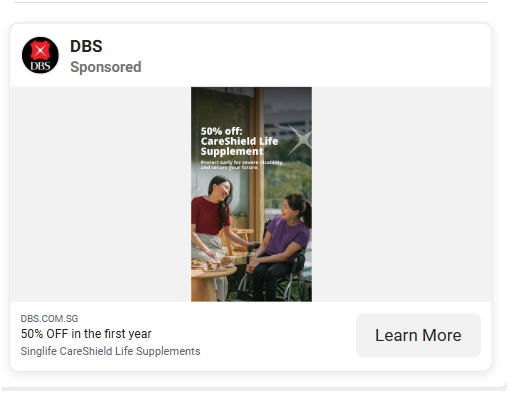 DBS
DBS
Sponsored
50% off:
CareShield Life
Supplement
Protect early for severe disability,
and secure your future.
DBS.COM.SG
50% OFF in the first year
Singlife CareShield Life Supplements
Learn More